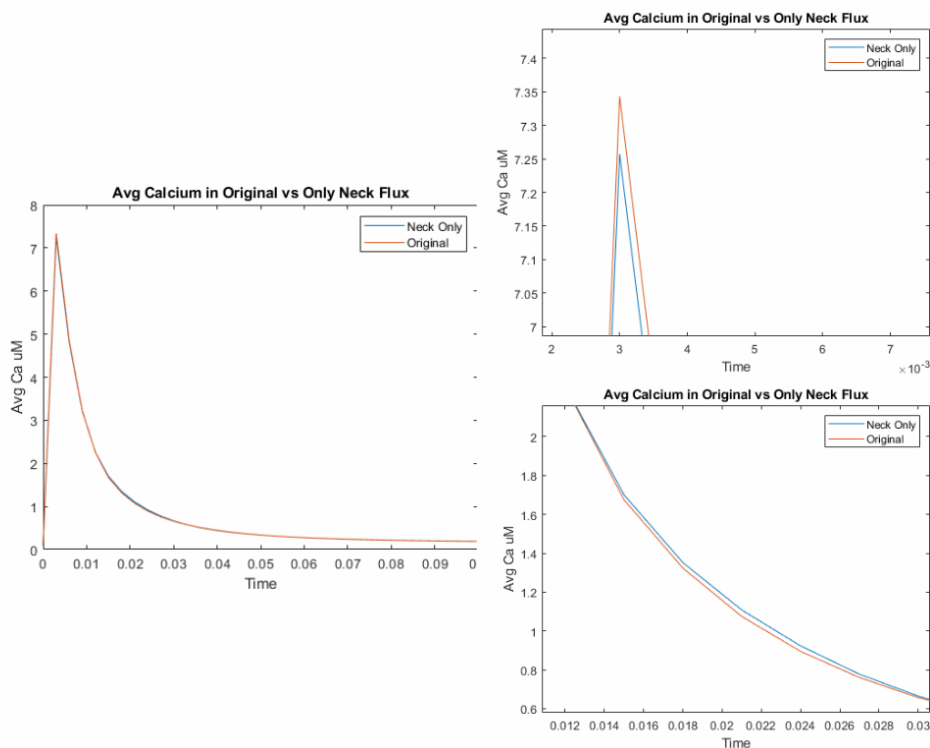 Avg Calcium in Original vs Only Neck Flux
Neck Only
Original
8
7
6
5
4
3
2
1
0
Avg Ca uM
0 0.01 0.02 0.03 0.04 0.05 0.06 0.07 0.08 0.09 0
Time
Avg Calcium in Original vs Only Neck Flux
Neck Only
Original
7.4
7.35
7.3
7.25
7.2
7.15
7.1
7.05
7
Avg Ca uM
2 3 4 5 6 7
Time
× 10-3
Avg Calcium in Original vs Only Neck Flux
Neck Only
Original
2
1.8
1.6
1.4
1.2
1
0.8
0.6
Avg Ca uM
0.012 0.014 0.016 0.018 0.02 0.022 0.024 0.026 0.028 0.03
Time